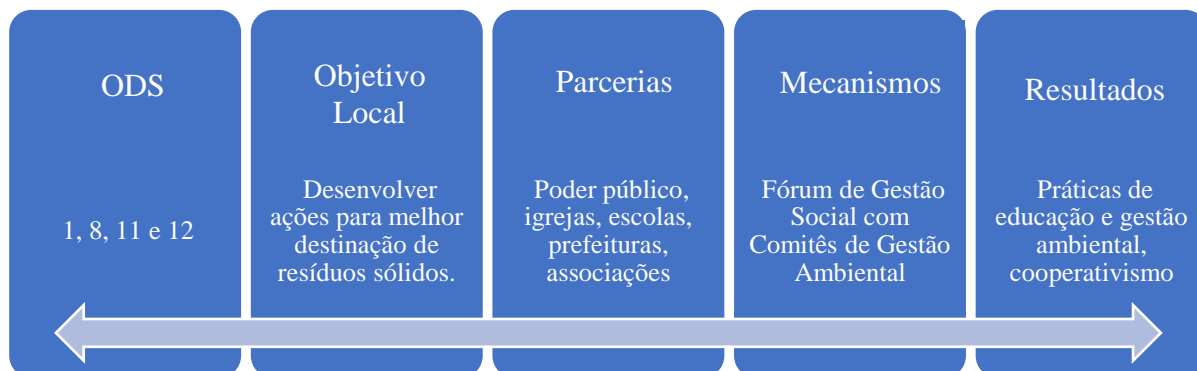 ODS
1, 8, 11 e 12
Objetivo
Local
Desenvolver
ações para melhor
destinação de
resíduos sólidos.
Parcerias
Poder público,
igrejas, escolas,
prefeituras,
associações
Mecanismos
Fórum de Gestão
Social com
Comitês de Gestão
Ambiental
Resultados
Práticas de
educação e gestão
ambiental,
cooperativismo